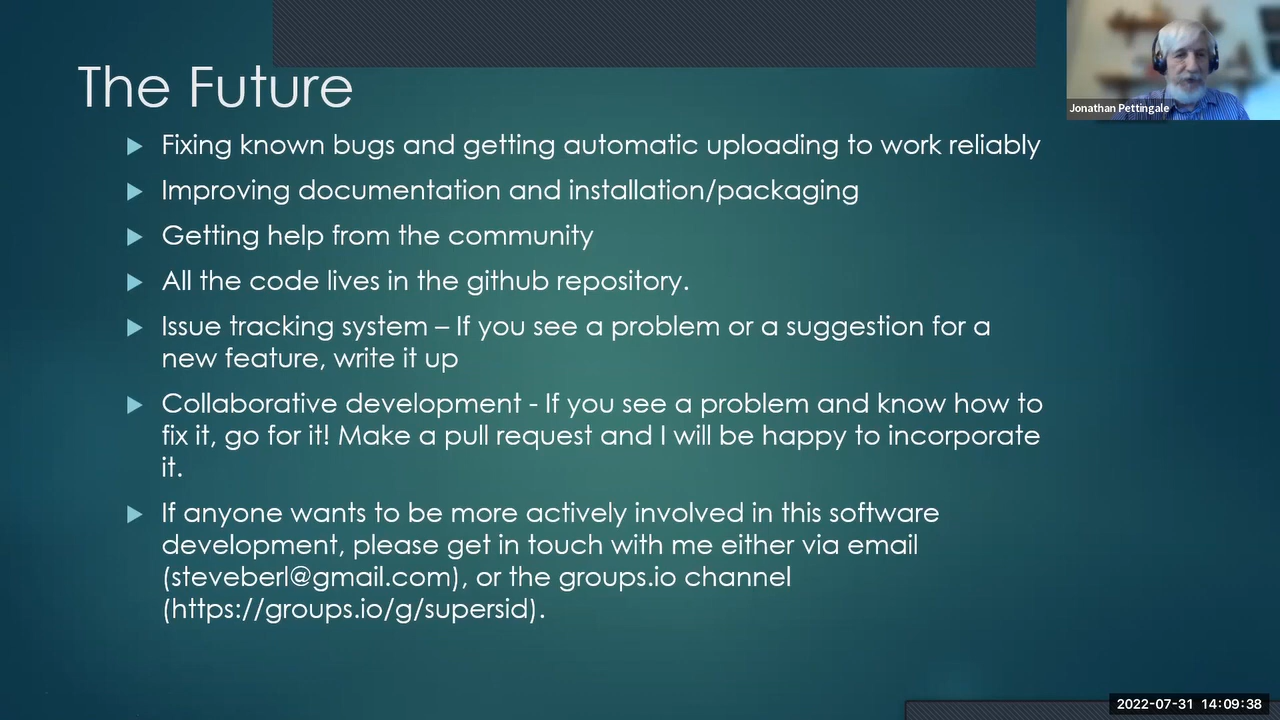 The Future
Jonathan Pettingale
Fixing known bugs and getting automatic uploading to work reliably
Improving documentation and installation/packaging
Getting help from the community
All the code lives in the github repository.
Issue tracking system – If you see a problem or a suggestion for a
new feature, write it up
Collaborative development - If you see a problem and know how to
fix it, go for it! Make a pull request and I will be happy to incorporate
it.
If anyone wants to be more actively involved in this software
development, please get in touch with me either via email
(steveberl@gmail.com), or the groups.io channel
(https://groups.io/g/supersid).
2022-07-31 14:09:38